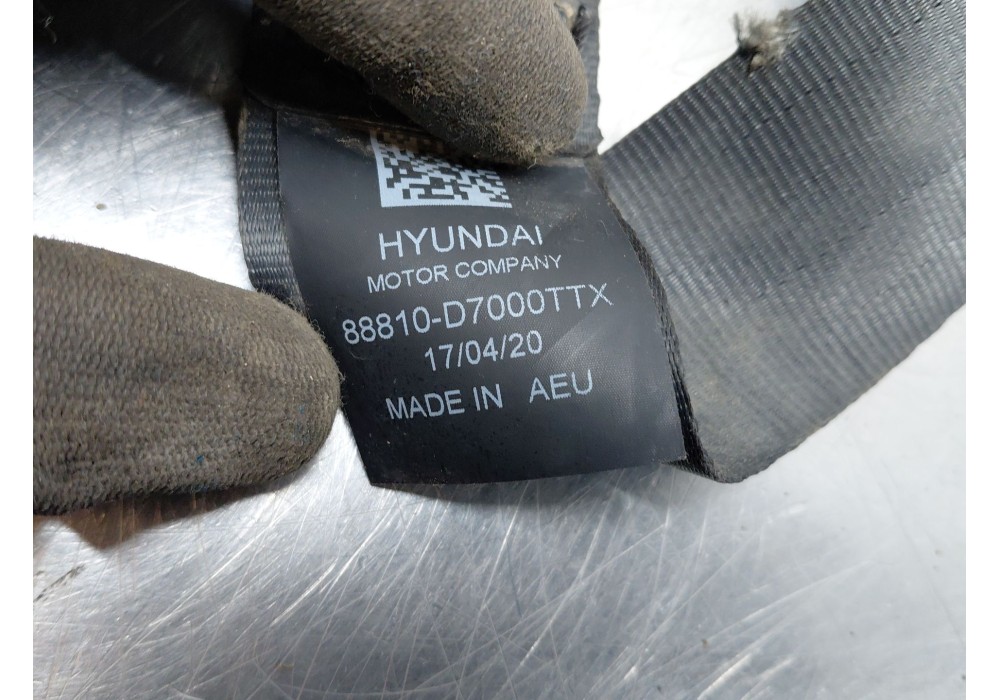 HYUNDAI
MOTOR COMPANY
88810-D7000TTX
17/04/20
MADE IN AEU